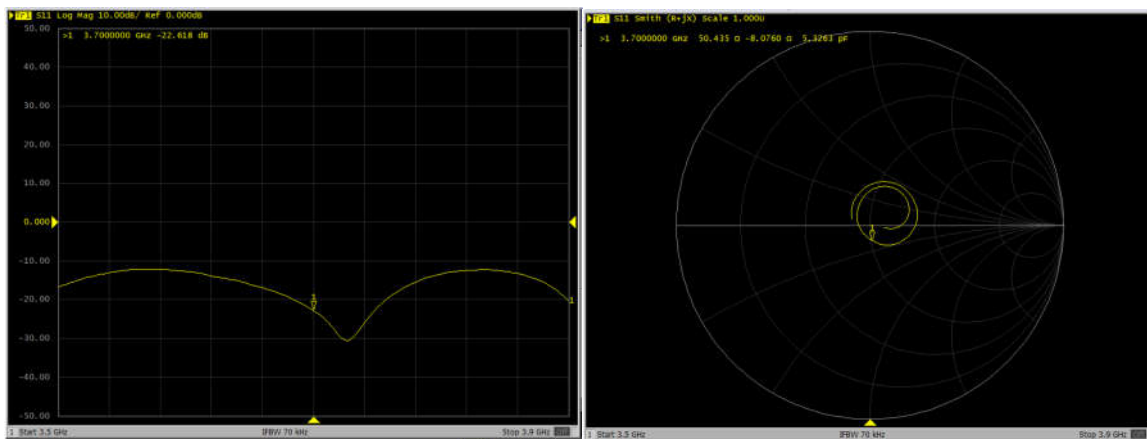 Tr1 S11 Log Mag 10.00dB/ Ref 0.000dB
50.00
>1 3.7000000 GHz -22.618 dB
40.00
30.00
20.00
10.00
0.000
-10.00
-20.00
-30.00
-40.00
-50.00
1
1
1 Start 3.5 GHz IFBW 70 kHz Stop 3.9 GHz Off
Tr1 S11 Smith (R+jX) Scale 1.000U
>1 3.7000000 GHz 50.435 Ω -8.0760 Ω 5.3263 pF
1 Start 3.5 GHz IFBW 70 kHz Stop 3.9 GHz Off